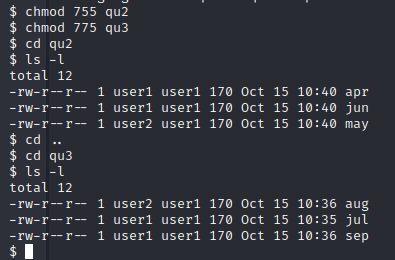 $ chmod 755 qu2
$ chmod 775 qu3
$ cd qu2
$ ls -l
total 12
-rw-r--r-- 1 user1 user1 170 Oct 15 10:40 apr
-rw-r--r-- 1 user1 user1 170 Oct 15 10:40 jun
-rw-r--r-- 1 user2 user1 170 Oct 15 10:40 may
$ cd ..
$ cd qu3
$ ls -l
total 12
-rw-r--r-- 1 user2 user1 170 Oct 15 10:36 aug
-rw-r--r-- 1 user1 user1 170 Oct 15 10:35 jul
-rw-r--r-- 1 user1 user1 170 Oct 15 10:36 sep
$